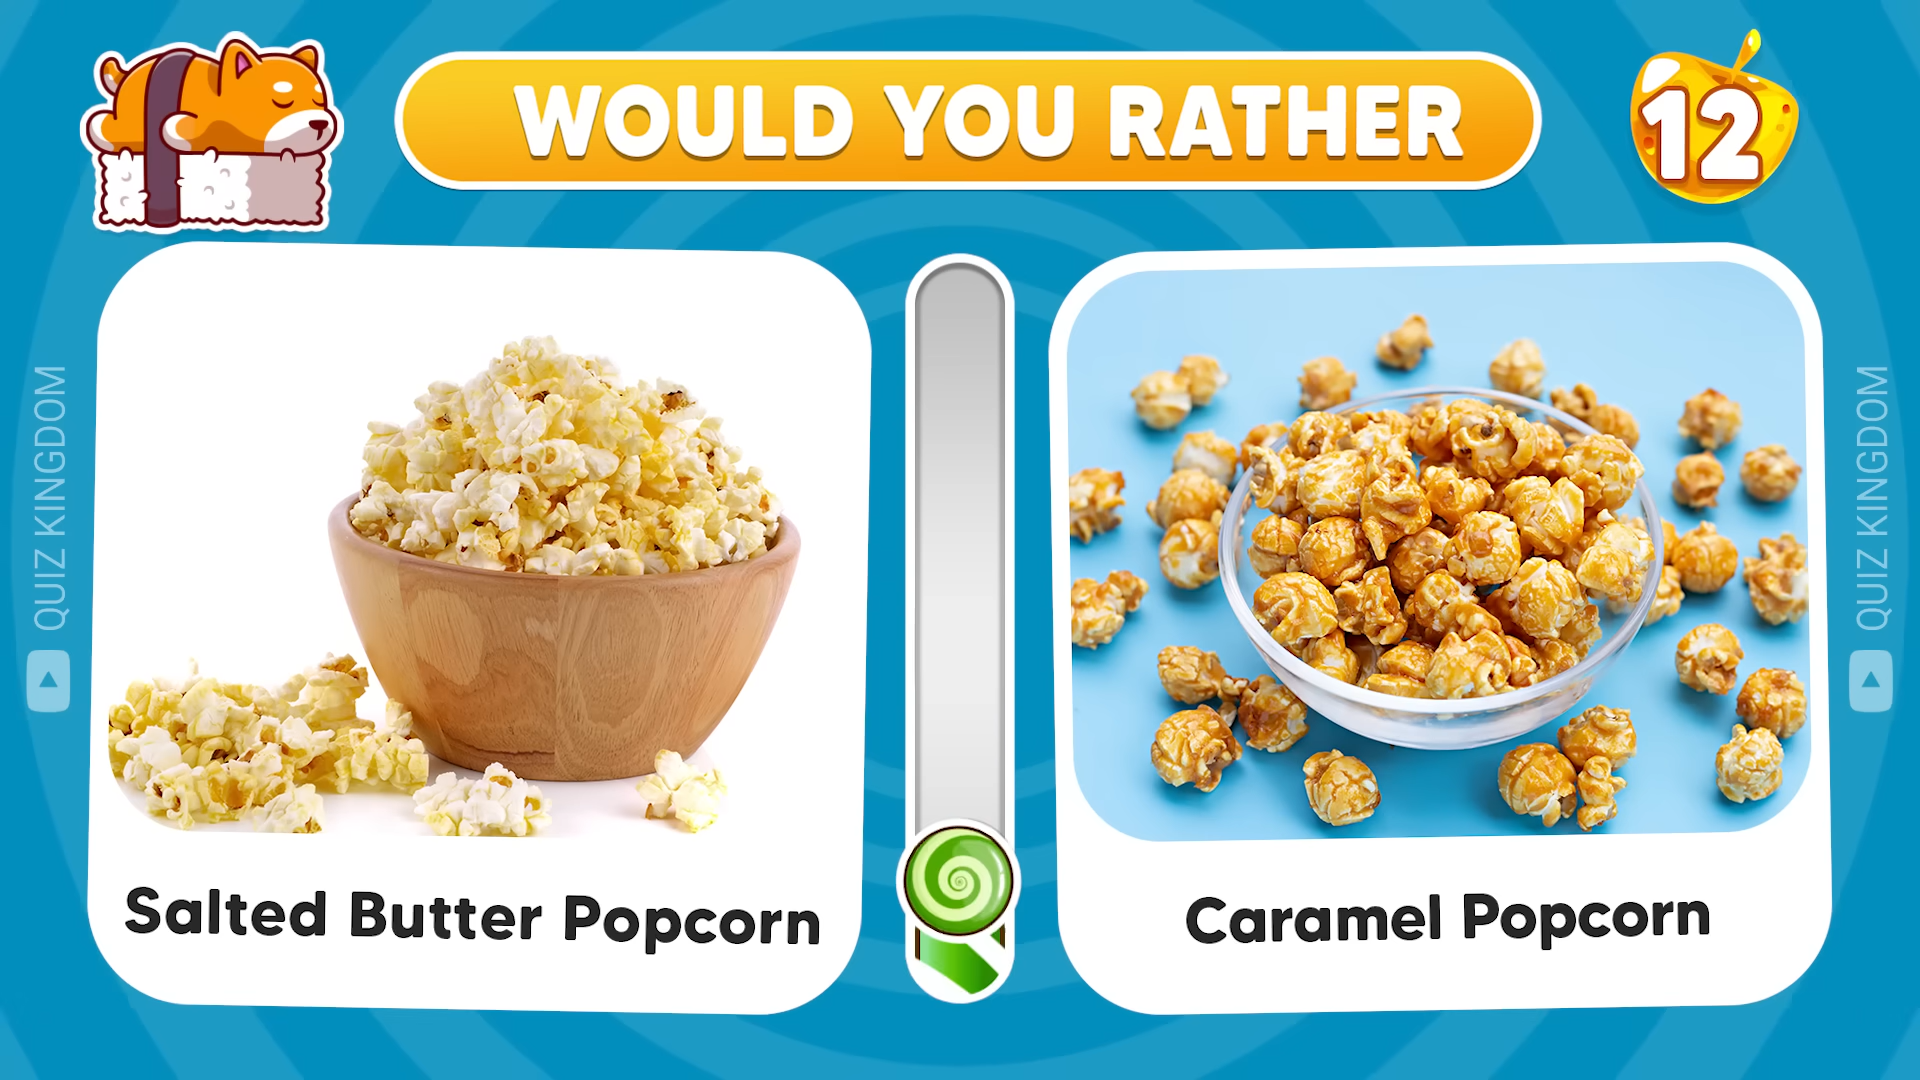 WOULD YOU RATHER
12
QUIZ KINGDOM
QUIZ KINGDOM
Salted Butter Popcorn
Caramel Popcorn